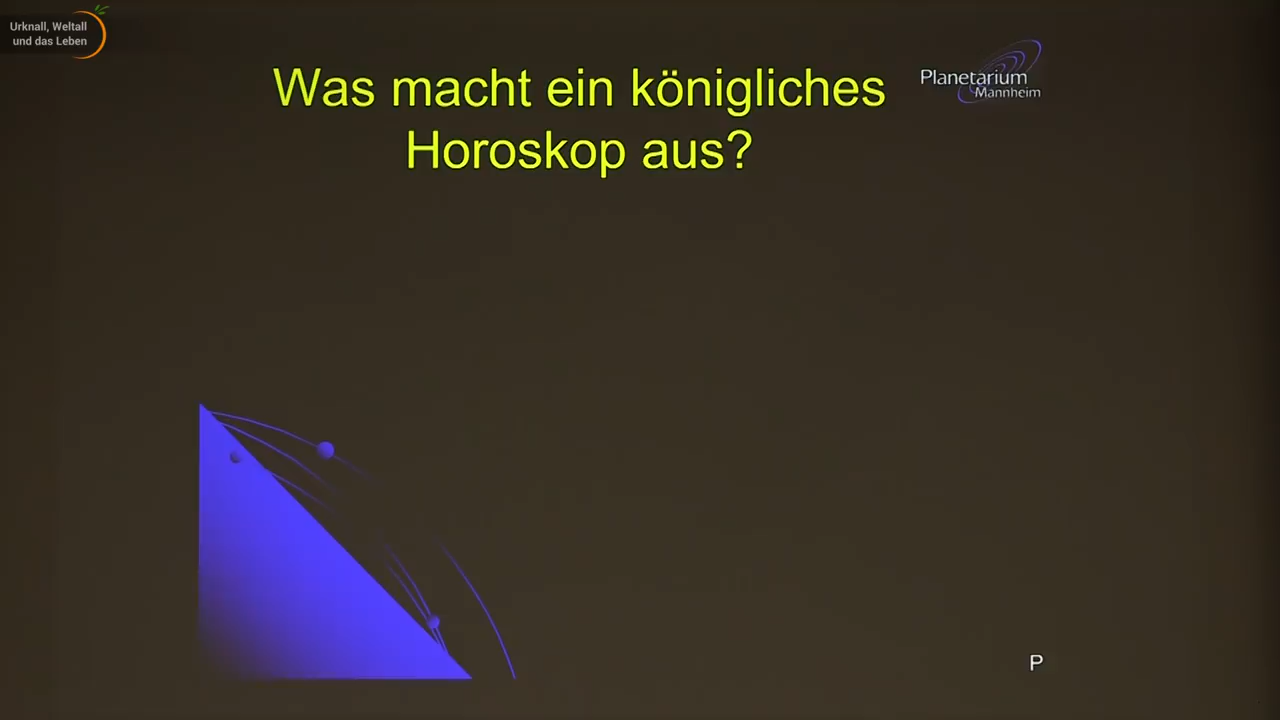 Urknall, Weltall
und das Leben
Was macht ein königliches
Horoskop aus?
Planetarium
Mannheim
P